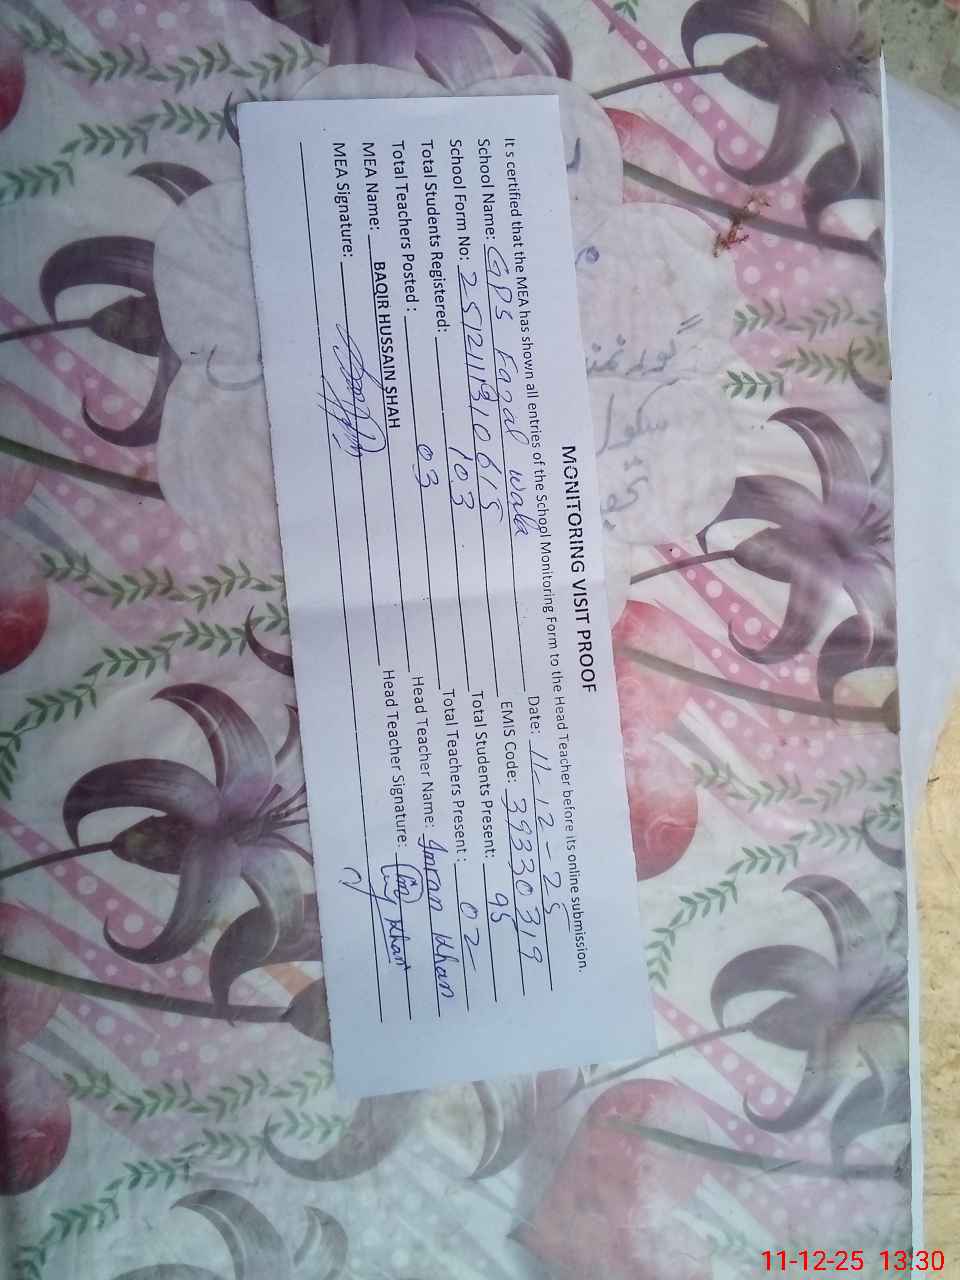 MONITORING VISIT PROOF
It s certified that the MEA has shown all entries of the School Monitoring Form to the Head Teacher before its online submission.
School Name: GPS Fazal wala Date: 11-12-25
School Form No: 251211310615 EMIS Code: 39330319
Total Students Registered: 103 Total Students Present: 95
Total Teachers Posted: 03 Total Teachers Present: 02
MEA Name: BAQIR HUSSAIN SHAH Head Teacher Name: Imran Khan
MEA Signature: Head Teacher Signature: Khan
11-12-25 13:30